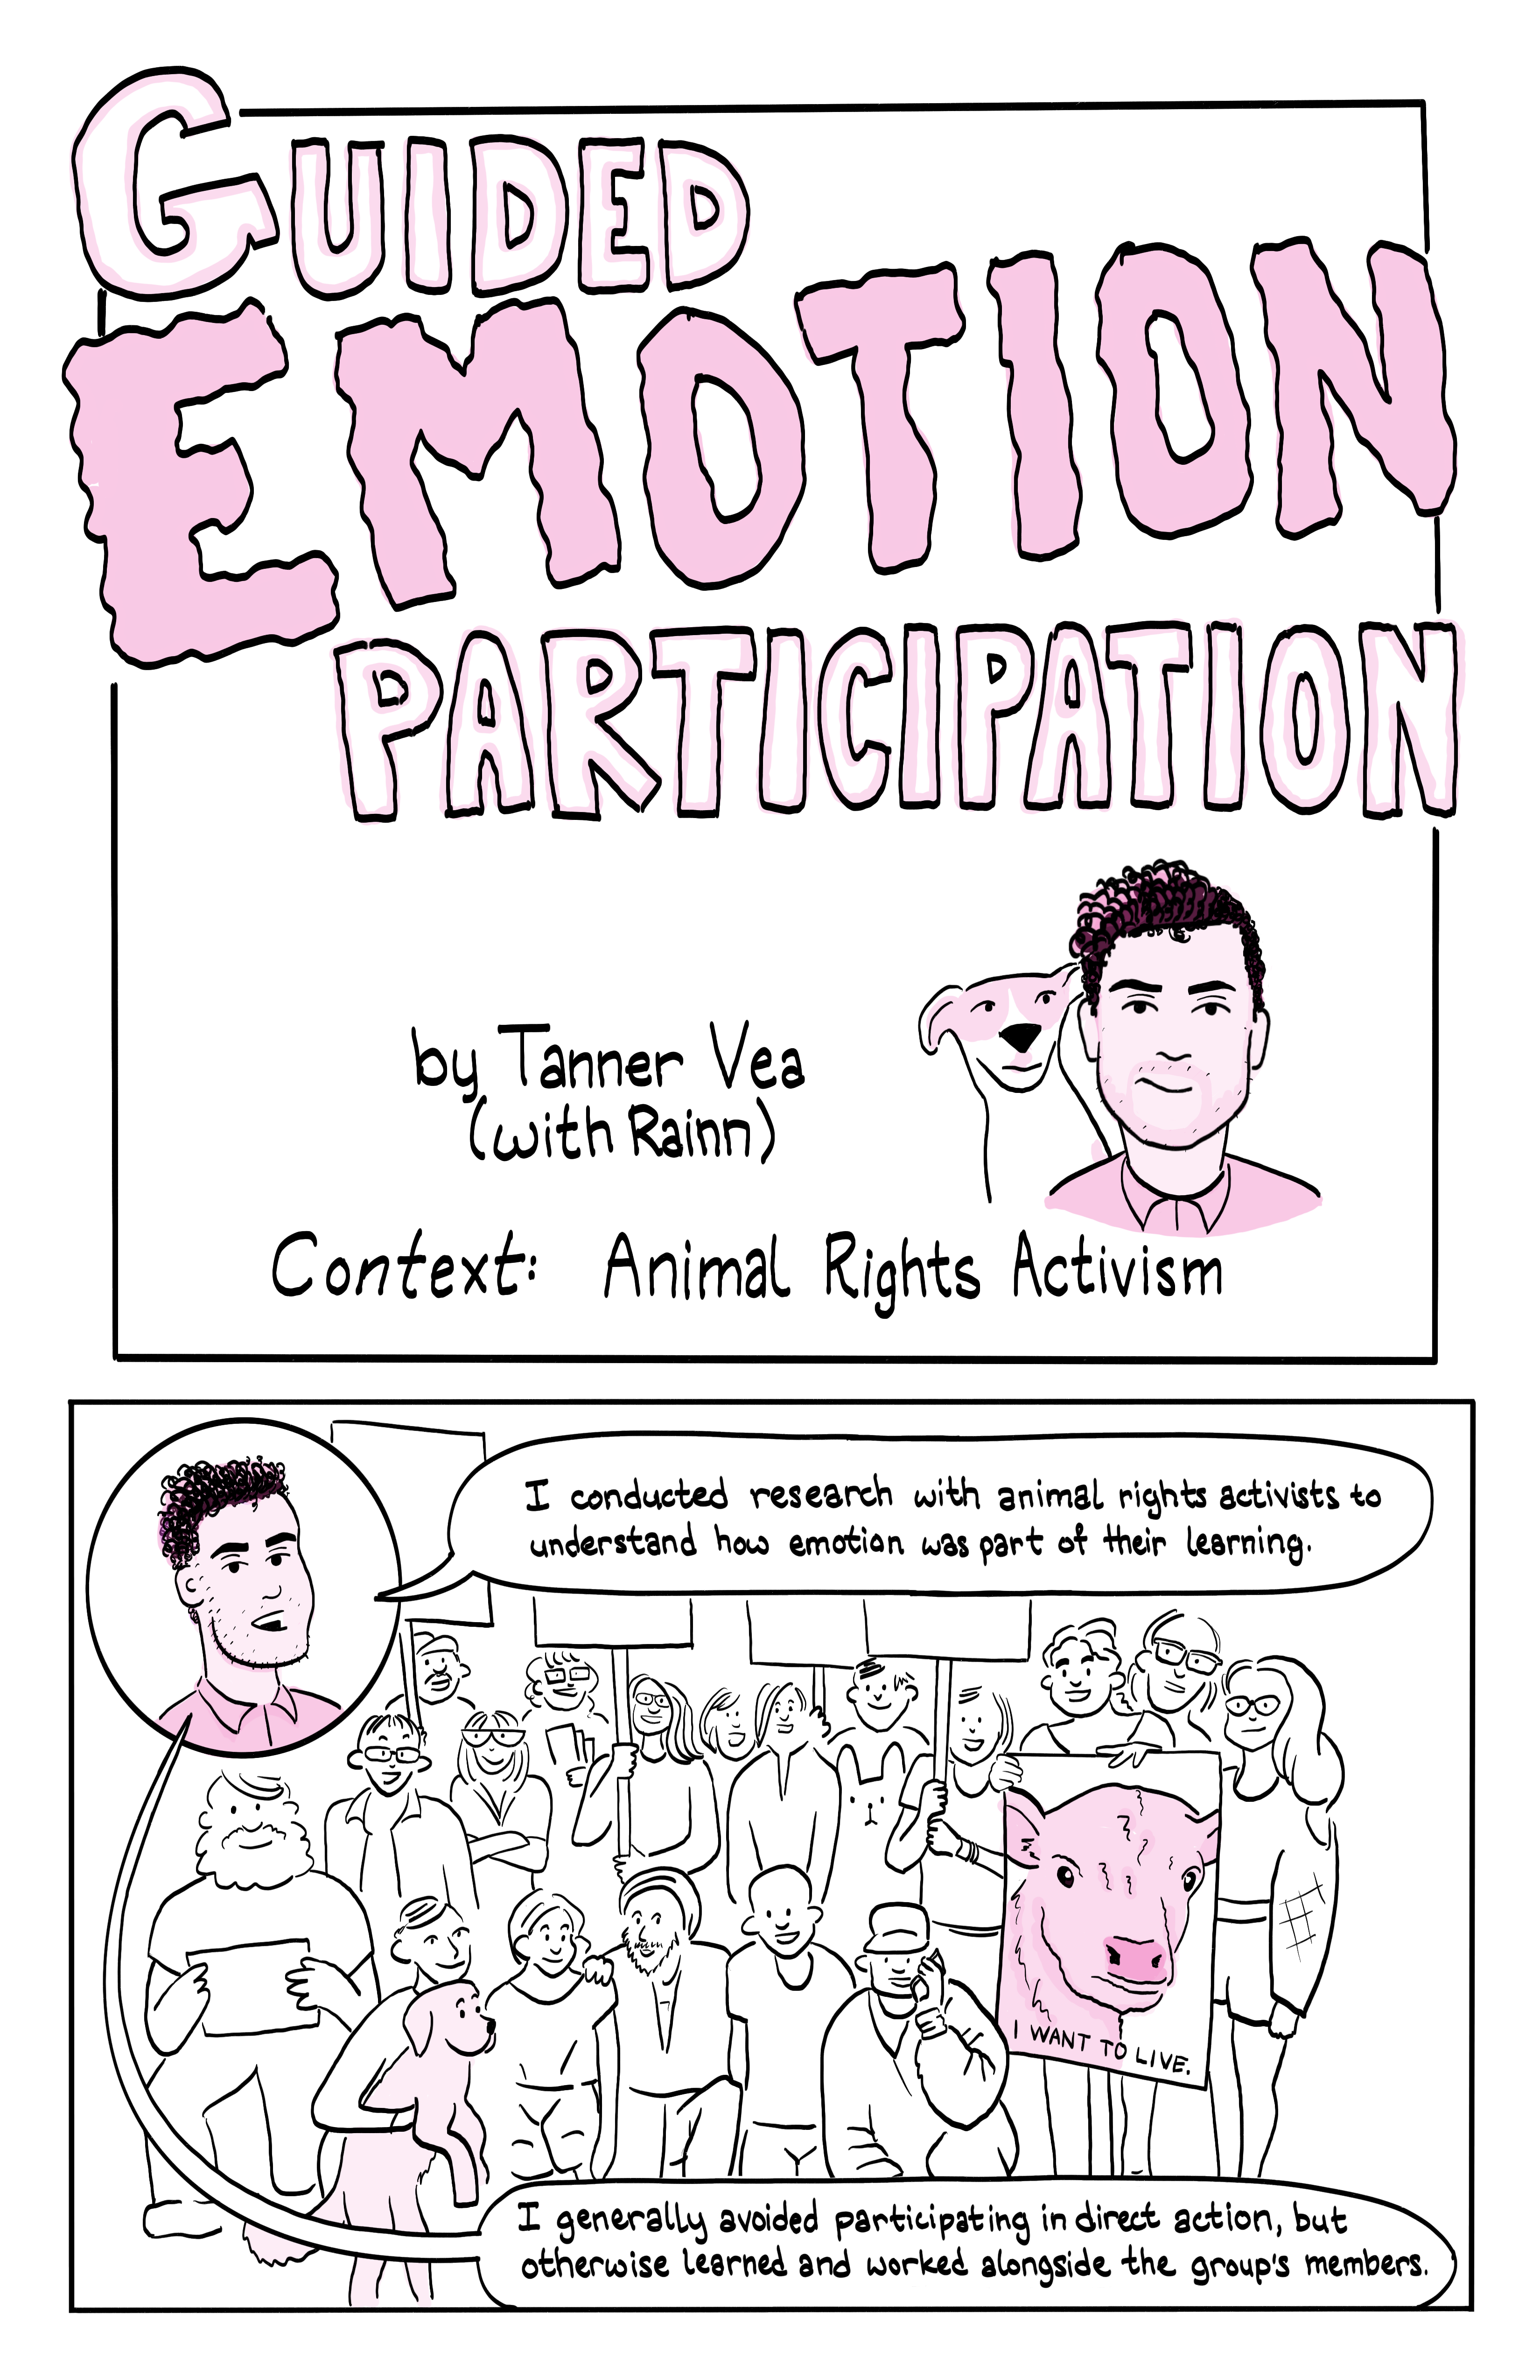 GUIDED
EMOTION
PARTICIPATION
by Tanner Vea
(with Rainn)
Context: Animal Rights Activism
I conducted research with animal rights activists to
understand how emotion was part of their learning.
I WANT TO LIVE.
I generally avoided participating in direct action, but
otherwise learned and worked alongside the group's members.